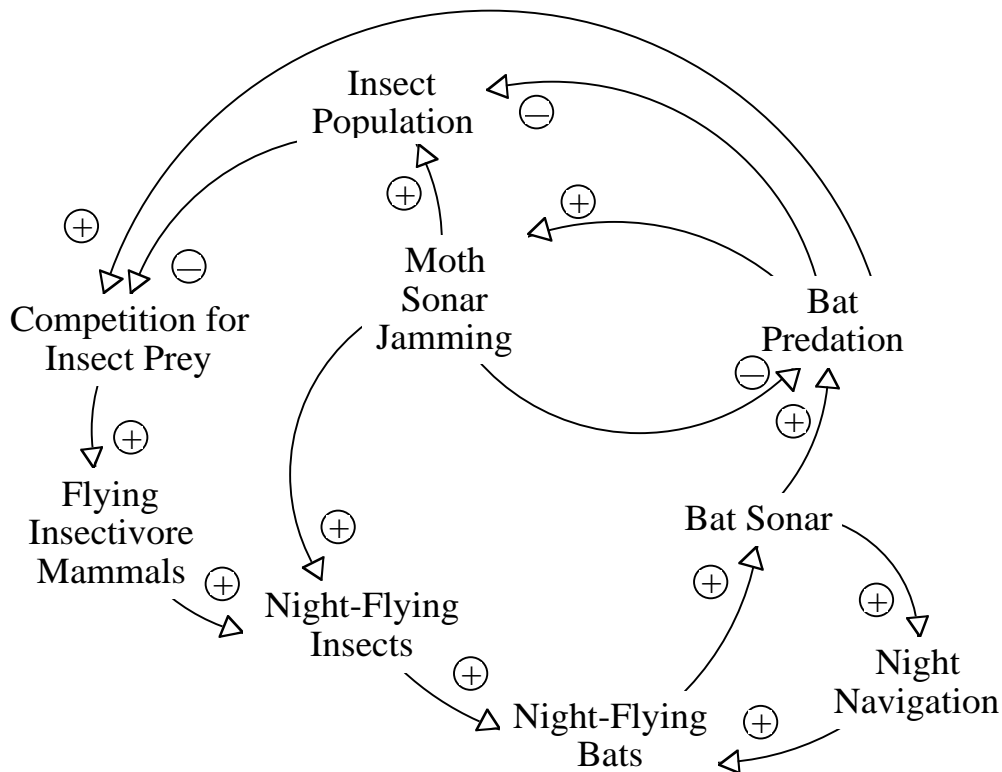 Insect
Population
−
+
+
+
−
Moth
Sonar
Jamming
Bat
Predation
Competition for
Insect Prey
−
+
+
Flying
Insectivore
Mammals
Bat Sonar
+
+
+
+
Night-Flying
Insects
Night
Navigation
+
Night-Flying
Bats
+